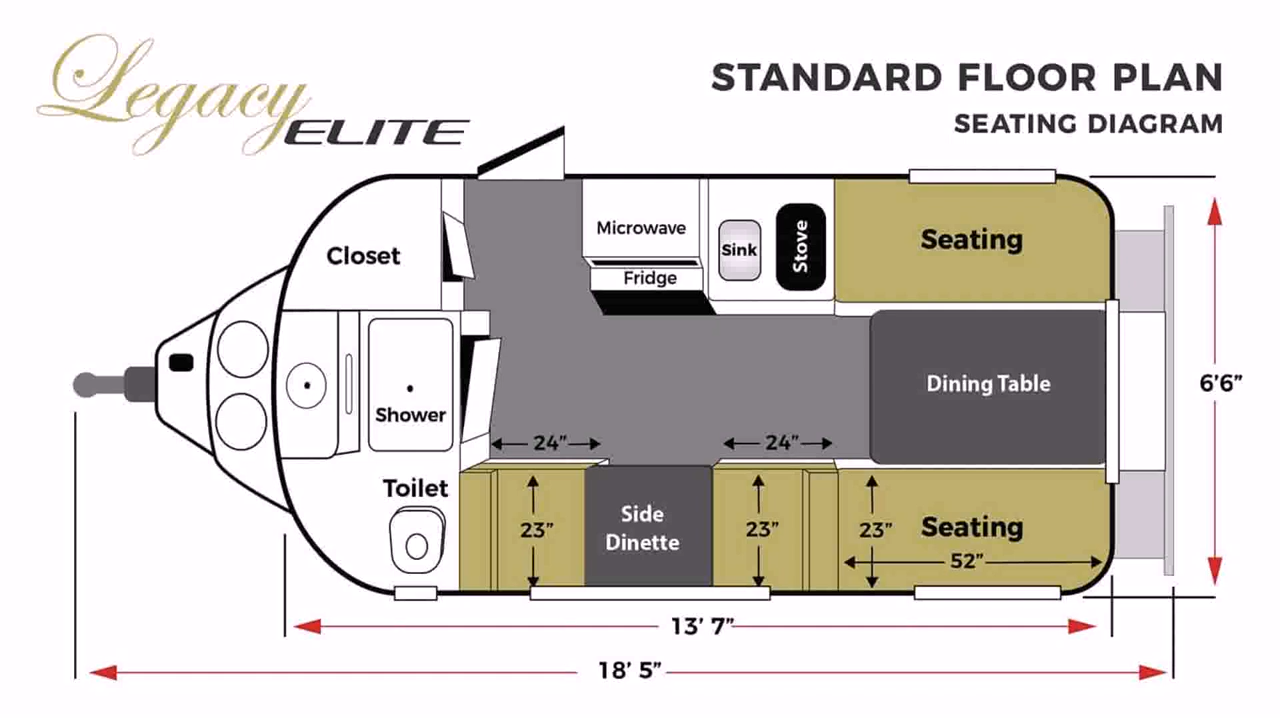 Legacy
ELITE
STANDARD FLOOR PLAN
SEATING DIAGRAM
Closet
Microwave
Fridge
Sink
Stove
Seating
Dining Table
6’6”
Shower
Toilet
24”
24”
23”
Side
Dinette
23”
23”
Seating
52”
13’ 7”
18’ 5”